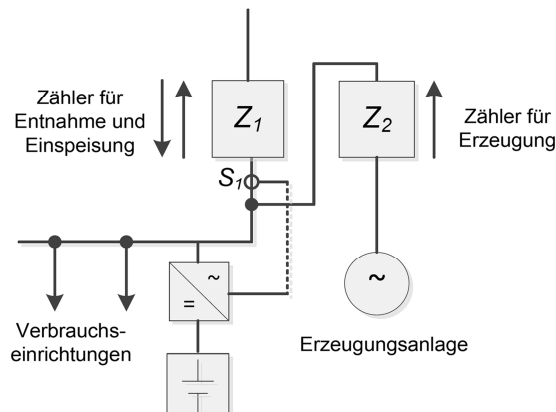 Zähler für
Entnahme und
Einspeisung
Z1
Z2
Zähler für
Erzeugung
S1
~
=
~
Verbrauchs-
einrichtungen
Erzeugungsanlage